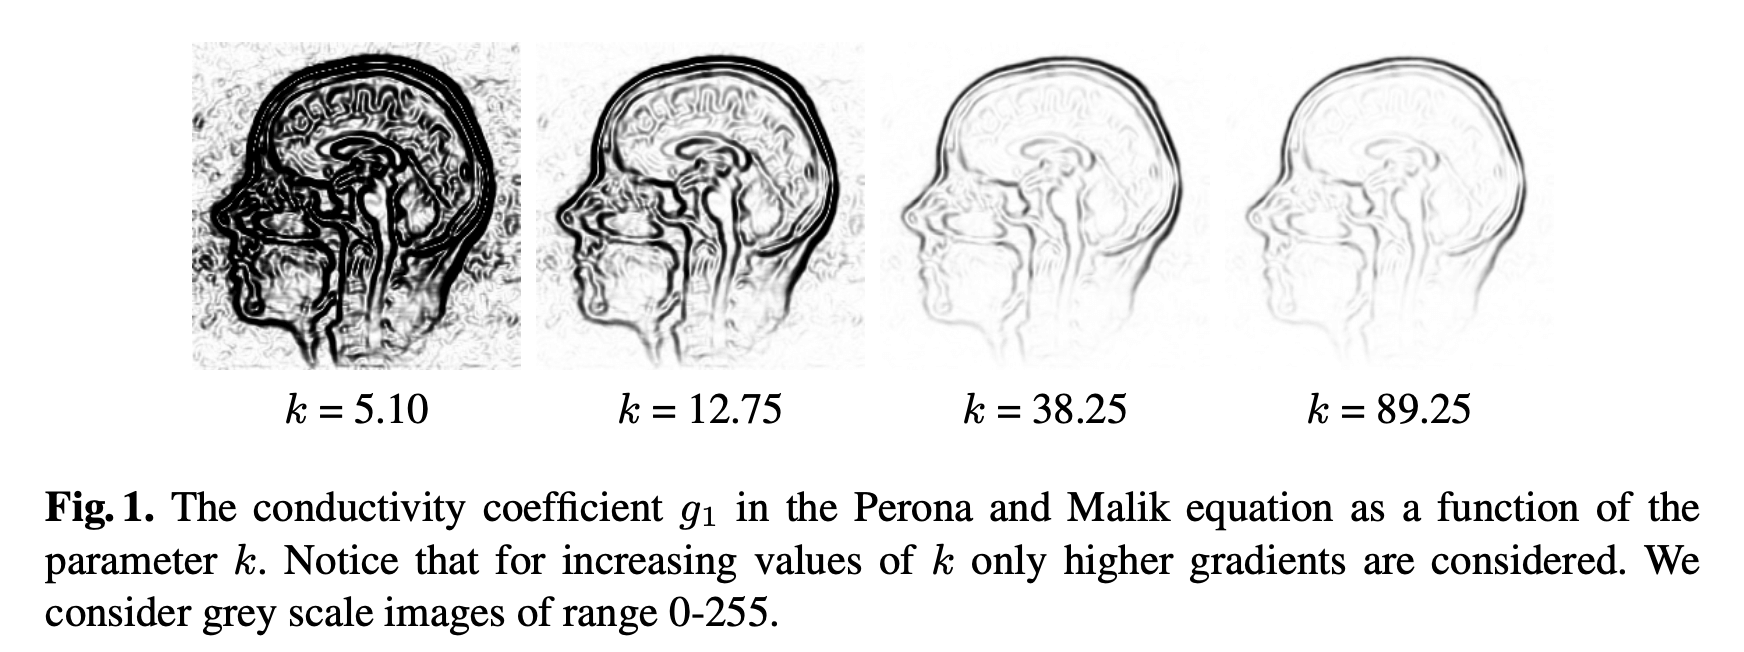 k = 5.10
k = 12.75
k = 38.25
k = 89.25
Fig. 1. The conductivity coefficient g₁ in the Perona and Malik equation as a function of the
parameter k. Notice that for increasing values of k only higher gradients are considered. We
consider grey scale images of range 0-255.